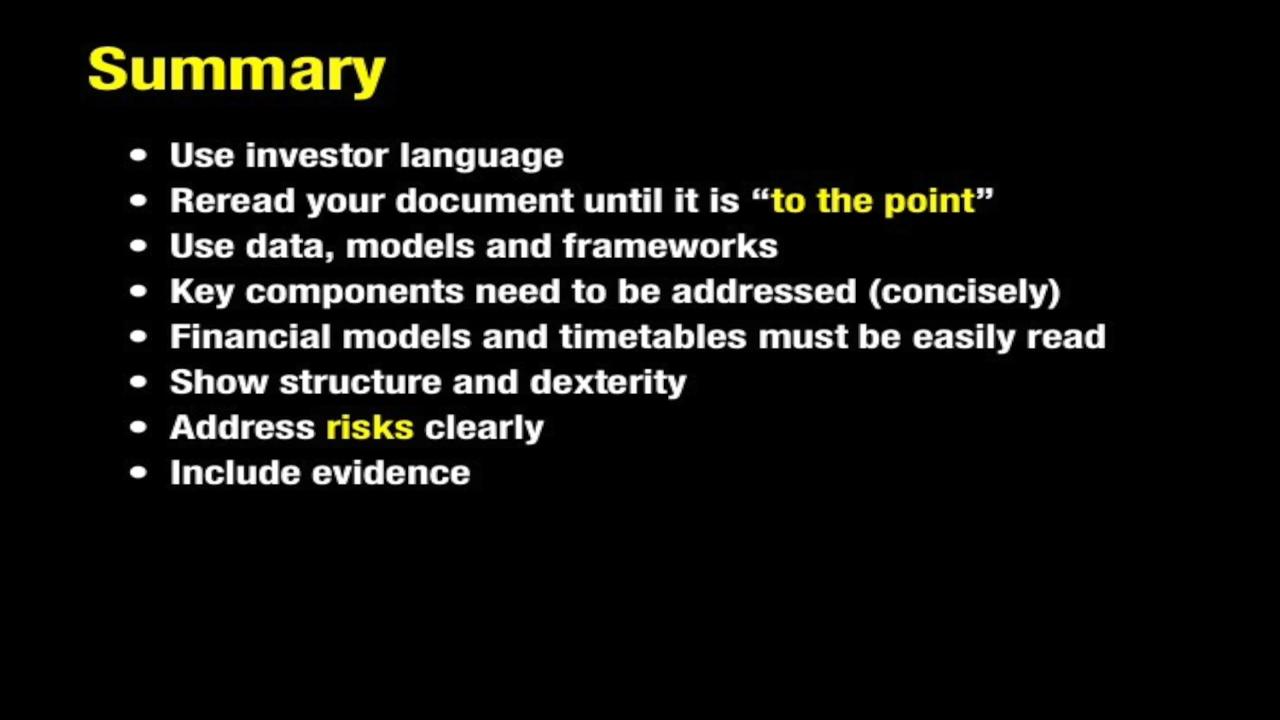 Summary
• Use investor language
• Reread your document until it is “to the point”
• Use data, models and frameworks
• Key components need to be addressed (concisely)
• Financial models and timetables must be easily read
• Show structure and dexterity
• Address risks clearly
• Include evidence